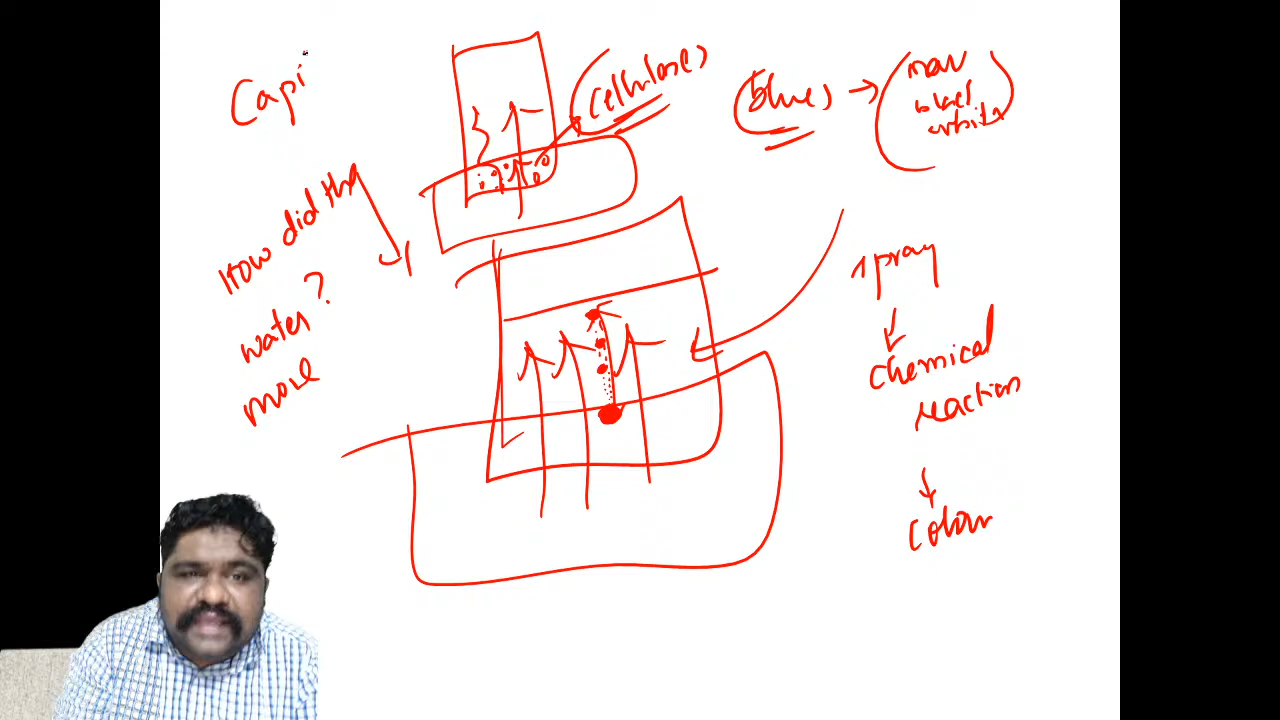 Capi
cellulose)
blue)
spray
chemical
reaction
colour
How did the
water?
move